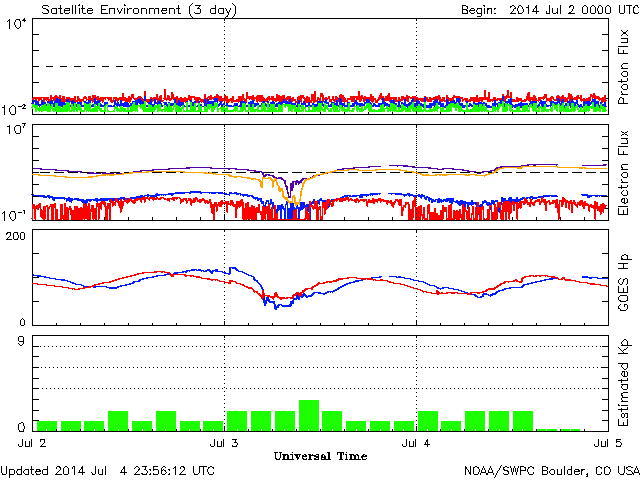 Satellite Environment (3 day)
Begin: 2014 Jul 2 0000 UTC
10^4
10^-2
Proton Flux
10^7
10^-1
Electron Flux
200
0
GOES Hp
9
0
Estimated Kp
Jul 2
Jul 3
Jul 4
Jul 5
Universal Time
Updated 2014 Jul 4 23:56:12 UTC
NOAA/SWPC Boulder, CO USA